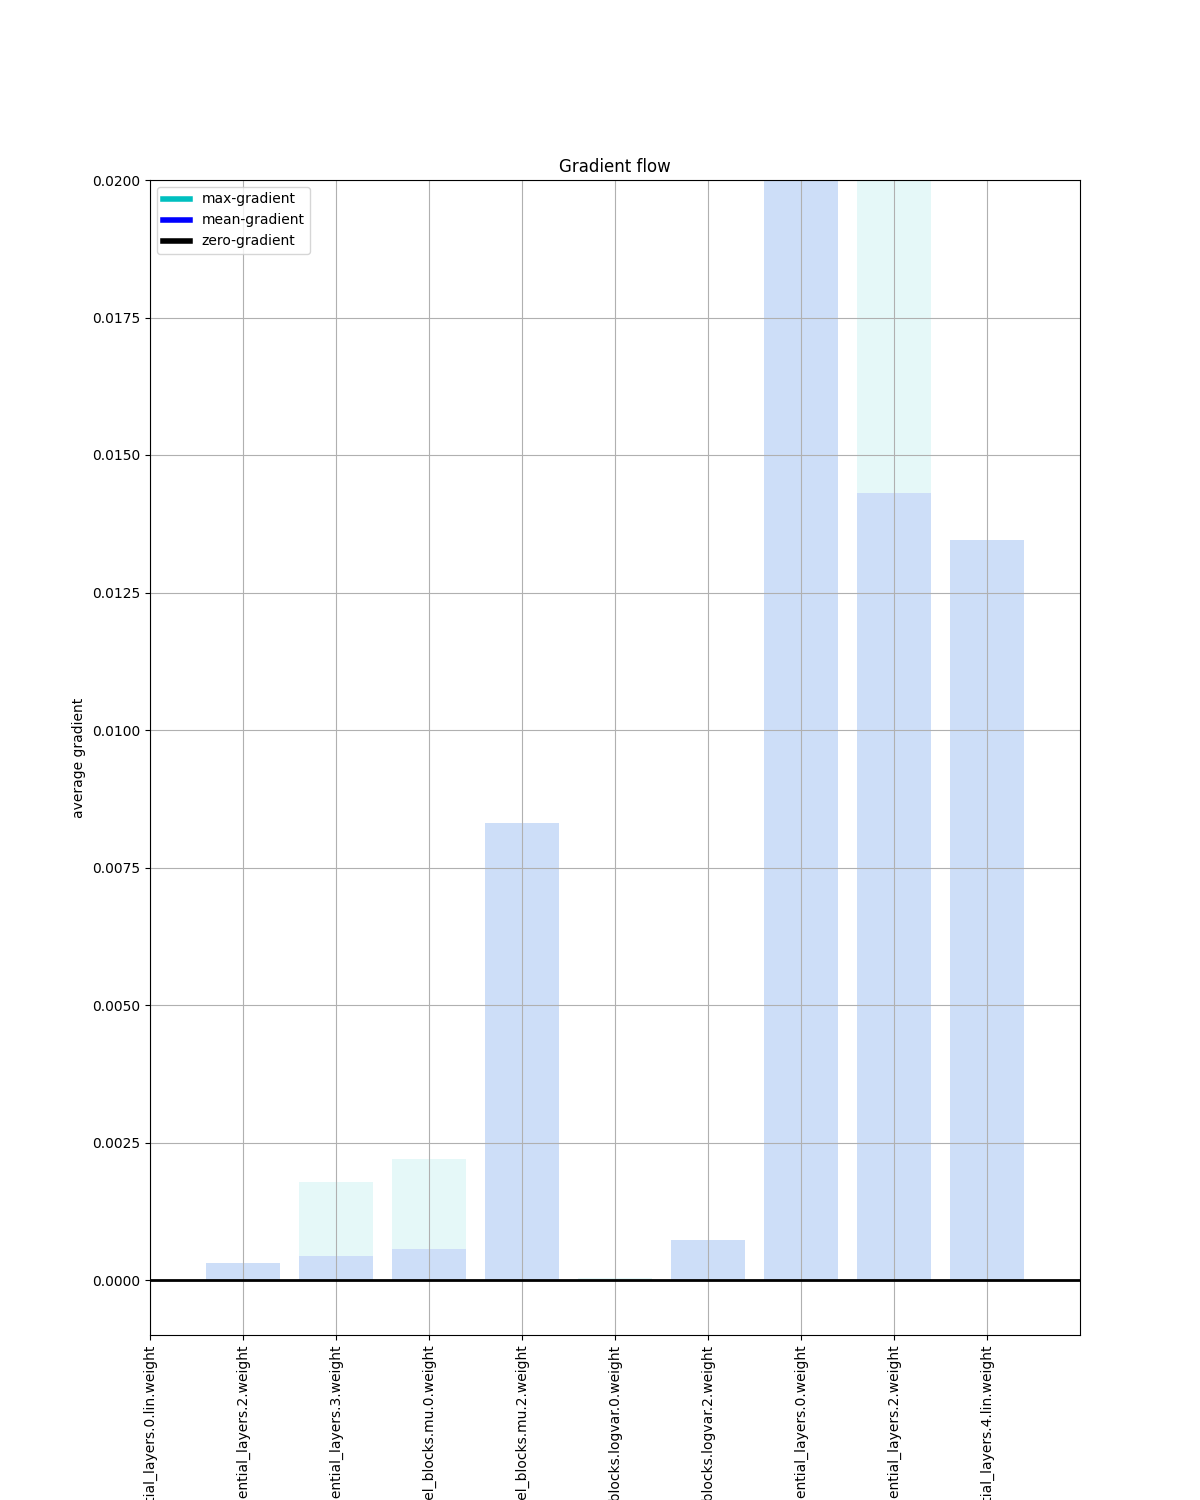 Gradient flow
max-gradient
mean-gradient
zero-gradient
0.0200
0.0175
0.0150
0.0125
0.0100
0.0075
0.0050
0.0025
0.0000
average gradient
tial_layers.0.lin.weight
ential_layers.2.weight
ential_layers.3.weight
el_blocks.mu.0.weight
el_blocks.mu.2.weight
blocks.logvar.0.weight
blocks.logvar.2.weight
ential_layers.0.weight
ential_layers.2.weight
tial_layers.4.lin.weight